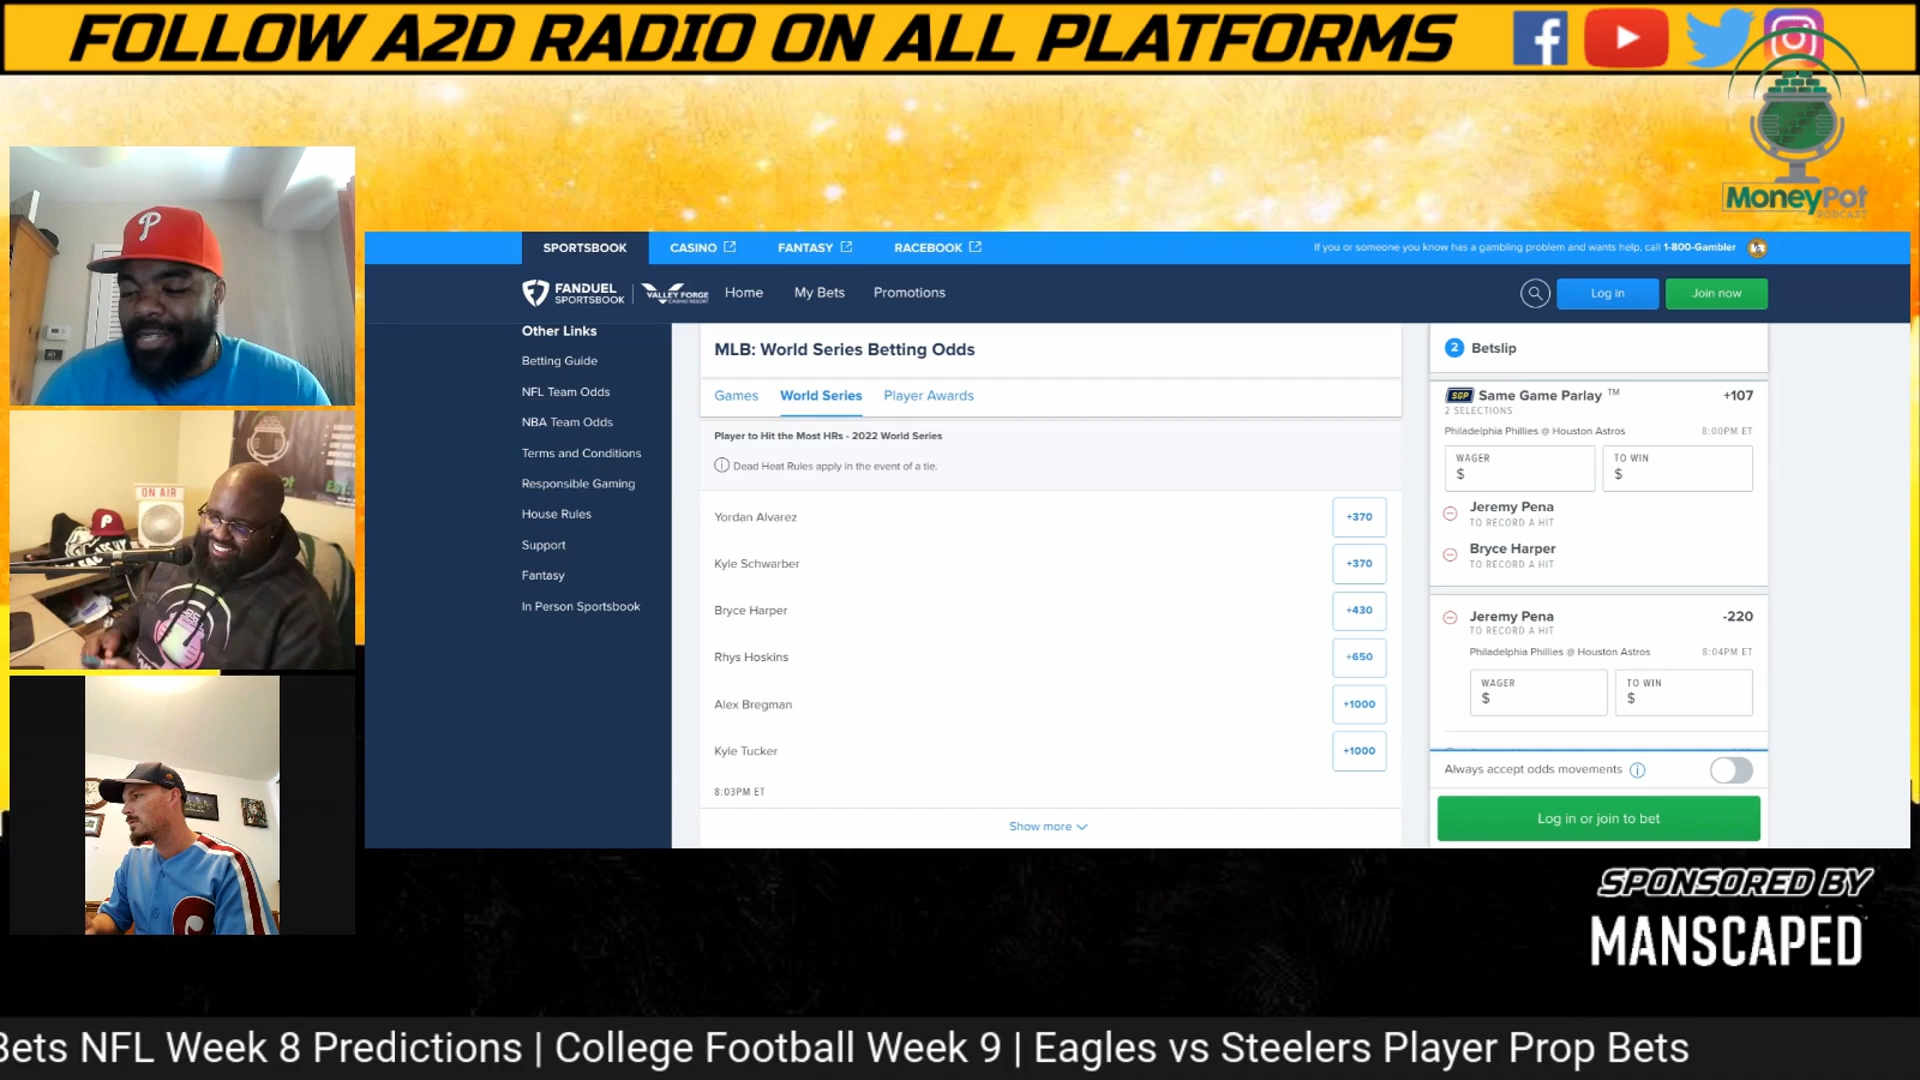 FOLLOW A2D RADIO ON ALL PLATFORMS
MoneyPot
PODCAST
SPORTSBOOK CASINO FANTASY RACEBOOK
If you or someone you know has a gambling problem and wants help, call 1-800-Gambler
FANDUEL SPORTSBOOK
VALLEY FORGE
Home My Bets Promotions
Log in Join now
Other Links
Betting Guide
NFL Team Odds
NBA Team Odds
Terms and Conditions
Responsible Gaming
House Rules
Support
Fantasy
In Person Sportsbook
MLB: World Series Betting Odds
Games World Series Player Awards
Player to Hit the Most HRs - 2022 World Series
Dead Heat Rules apply in the event of a tie.
Yordan Alvarez +370
Kyle Schwarber +370
Bryce Harper +430
Rhys Hoskins +650
Alex Bregman +1000
Kyle Tucker +1000
8:03PM ET
Show more
2 Betslip
SGP Same Game Parlay ™ +107
2 SELECTIONS
Philadelphia Phillies @ Houston Astros 8:00PM ET
WAGER TO WIN
$ $
Jeremy Pena
TO RECORD A HIT
Bryce Harper
TO RECORD A HIT
Jeremy Pena -220
TO RECORD A HIT
Philadelphia Phillies @ Houston Astros 8:04PM ET
WAGER TO WIN
$ $
Always accept odds movements
Log in or join to bet
P
ON AIR
P
P
SPONSORED BY
MANSCAPED
Bets NFL Week 8 Predictions | College Football Week 9 | Eagles vs Steelers Player Prop Bets